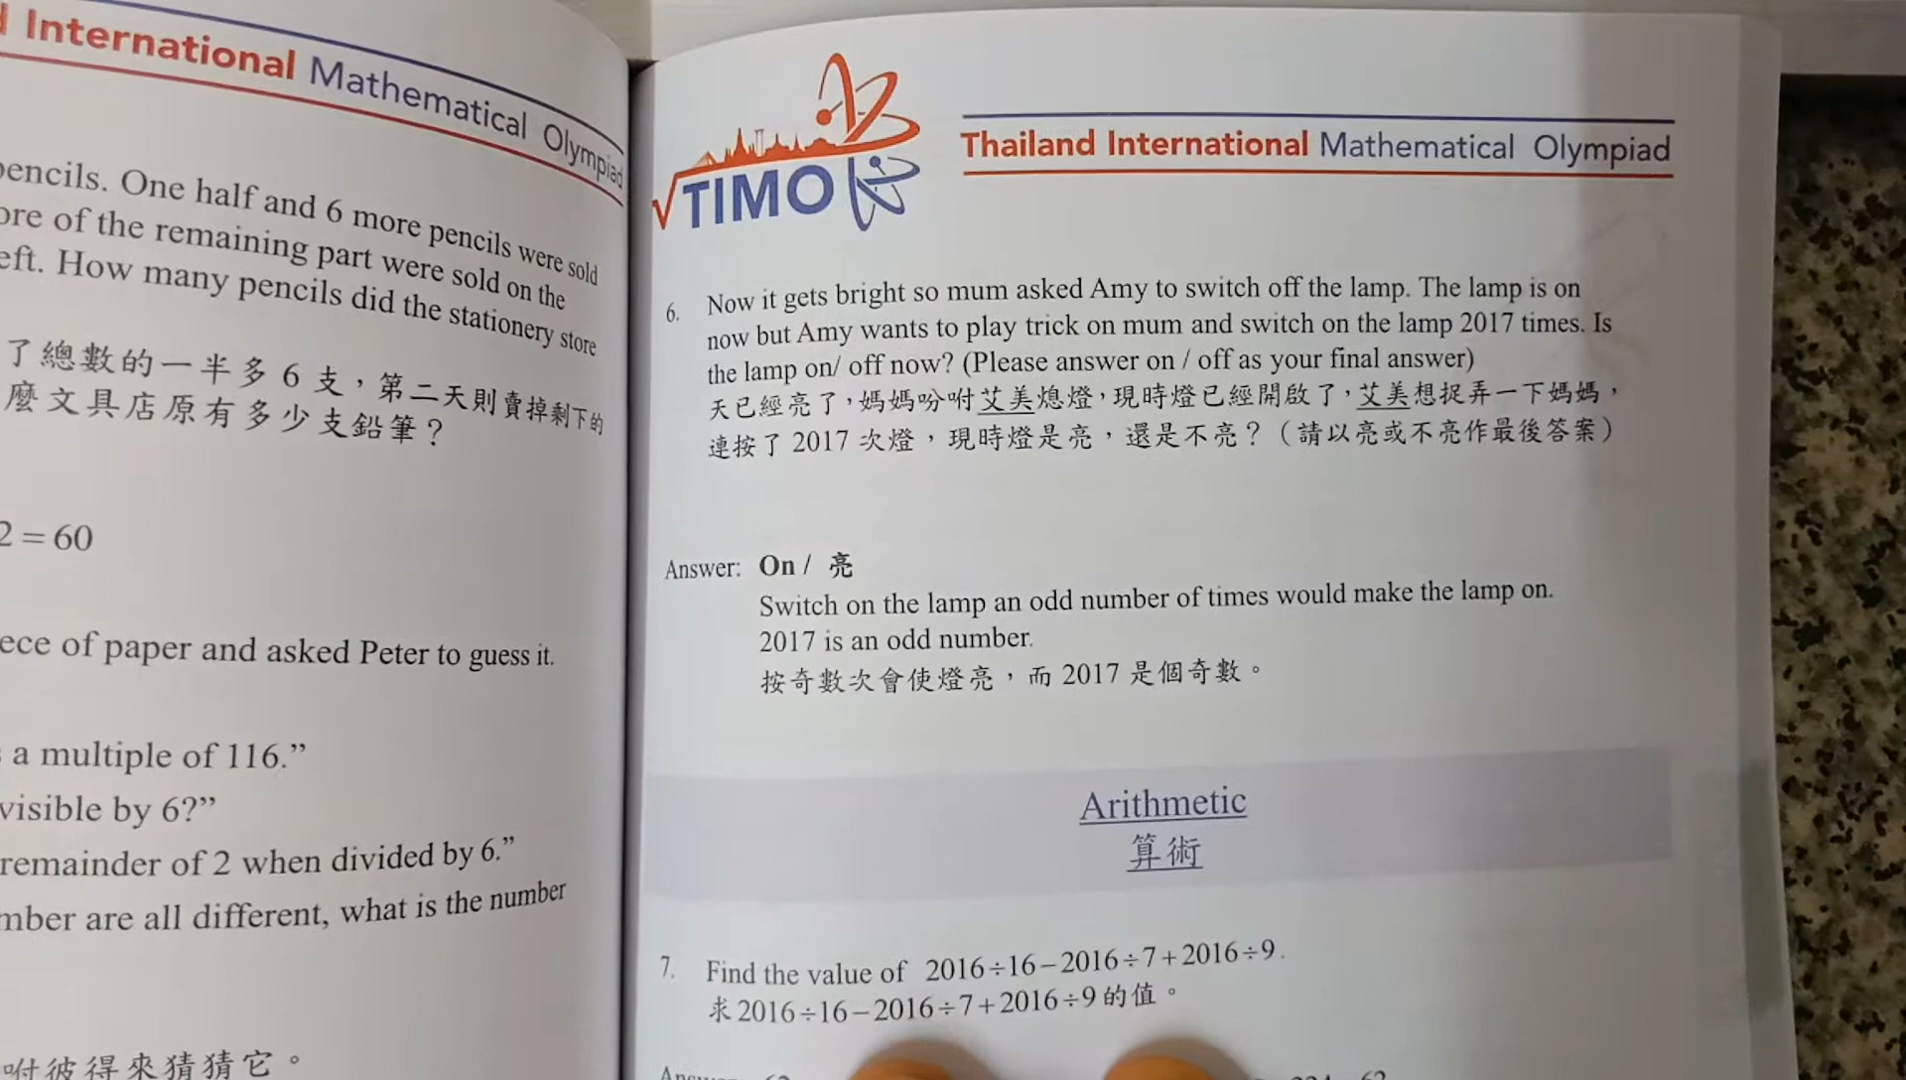 International Mathematical Olympiad
pencils. One half and 6 more pencils were sold
ore of the remaining part were sold on the
eft. How many pencils did the stationery store
了總數的一半多 6 支，第二天則賣掉剩下的
麼文具店原有多少支鉛筆？
2 = 60
ece of paper and asked Peter to guess it.
a multiple of 116.”
visible by 6?”
remainder of 2 when divided by 6.”
mber are all different, what is the number
咐彼得來猜猜它。
TIMO
Thailand International Mathematical Olympiad
6. Now it gets bright so mum asked Amy to switch off the lamp. The lamp is on
now but Amy wants to play trick on mum and switch on the lamp 2017 times. Is
the lamp on/ off now? (Please answer on / off as your final answer)
天已經亮了，媽媽吩咐艾美熄燈，現時燈已經開啟了，艾美想捉弄一下媽媽，
連按了 2017 次燈，現時燈是亮，還是不亮？（請以亮或不亮作最後答案）
Answer: On / 亮
Switch on the lamp an odd number of times would make the lamp on.
2017 is an odd number.
按奇數次會使燈亮，而 2017 是個奇數。
Arithmetic
算術
7. Find the value of 2016÷16−2016÷7+2016÷9.
求 2016÷16−2016÷7+2016÷9 的值。